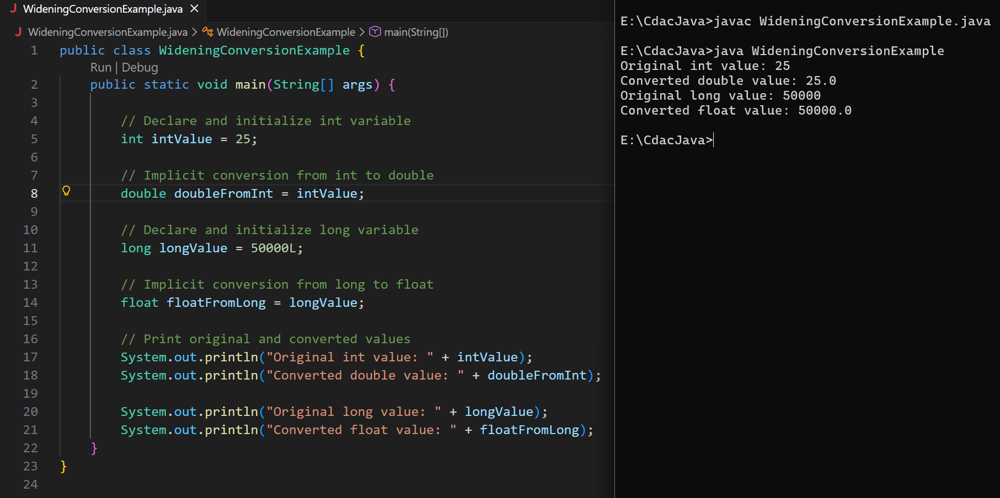 J WideningConversionExample.java ×
J WideningConversionExample.java > WideningConversionExample > main(String[])
1 public class WideningConversionExample {
Run | Debug
2 public static void main(String[] args) {
3
4 // Declare and initialize int variable
5 int intValue = 25;
6
7 // Implicit conversion from int to double
8 double doubleFromInt = intValue;
9
10 // Declare and initialize long variable
11 long longValue = 50000L;
12
13 // Implicit conversion from long to float
14 float floatFromLong = longValue;
15
16 // Print original and converted values
17 System.out.println("Original int value: " + intValue);
18 System.out.println("Converted double value: " + doubleFromInt);
19
20 System.out.println("Original long value: " + longValue);
21 System.out.println("Converted float value: " + floatFromLong);
22 }
23 }
24
E:\CdacJava>javac WideningConversionExample.java
E:\CdacJava>java WideningConversionExample
Original int value: 25
Converted double value: 25.0
Original long value: 50000
Converted float value: 50000.0
E:\CdacJava>